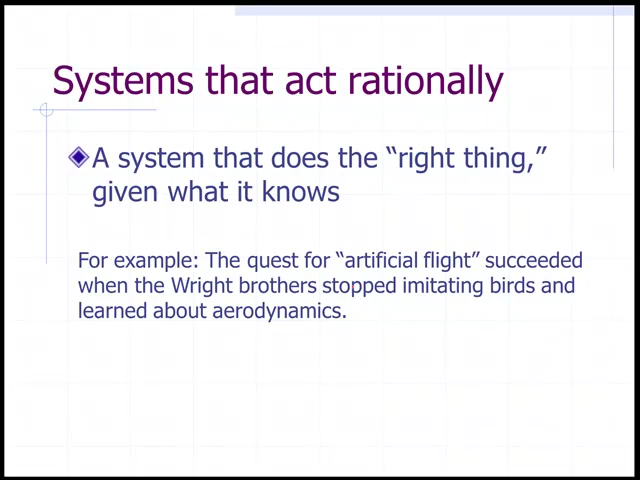 Systems that act rationally
A system that does the “right thing,”
given what it knows
For example: The quest for “artificial flight” succeeded
when the Wright brothers stopped imitating birds and
learned about aerodynamics.